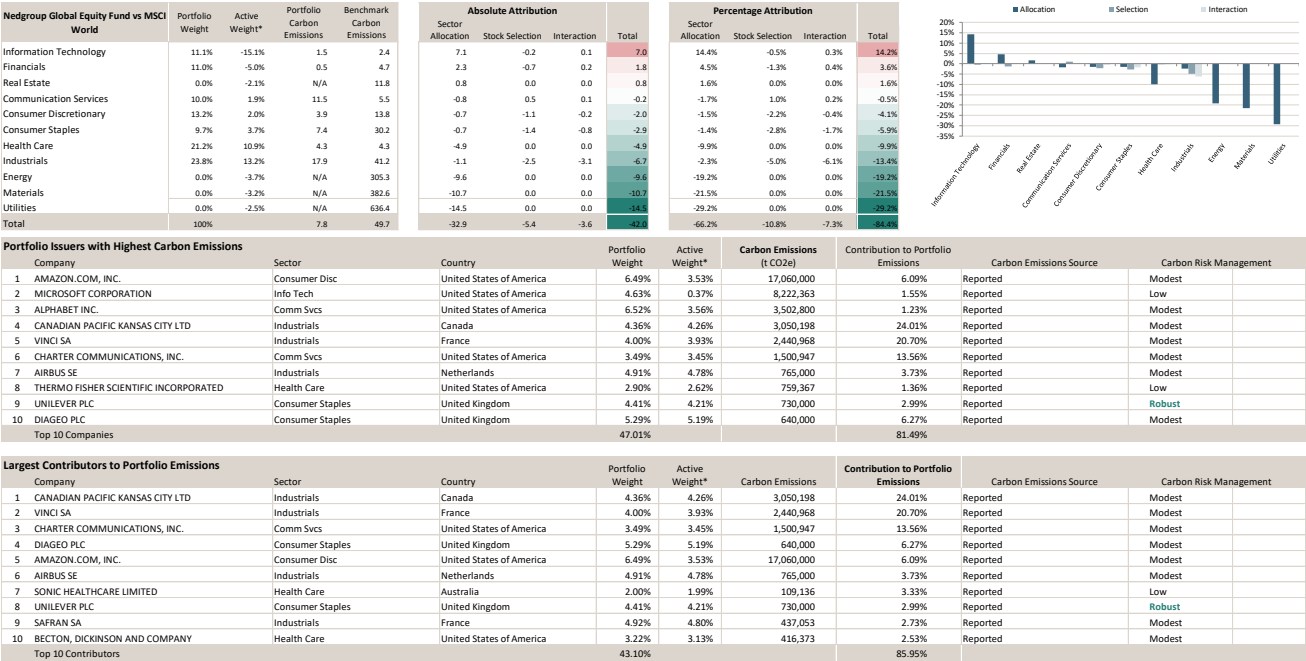 Nedgroup Global Equity Fund vs MSCI World Portfolio Weight Active Weight* Portfolio Carbon Emissions Benchmark Carbon Emissions
Information Technology 11.1% -15.1% 1.5 2.4
Financials 11.0% -5.0% 0.5 4.7
Real Estate 0.0% -2.1% N/A 11.8
Communication Services 10.0% 1.9% 11.5 5.5
Consumer Discretionary 13.2% 2.0% 3.9 13.8
Consumer Staples 9.7% 3.7% 7.4 30.2
Health Care 21.2% 10.9% 4.3 4.3
Industrials 23.8% 13.2% 17.9 41.2
Energy 0.0% -3.7% N/A 305.3
Materials 0.0% -3.2% N/A 382.6
Utilities 0.0% -2.5% N/A 636.4
Total 100% 7.8 49.7
Absolute Attribution
Sector Allocation Stock Selection Interaction Total
7.1 -0.2 0.1 7.0
2.3 -0.7 0.2 1.8
0.8 0.0 0.0 0.8
-0.8 0.5 0.1 -0.2
-0.7 -1.1 -0.2 -2.0
-0.7 -1.4 -0.8 -2.9
-4.9 0.0 0.0 -4.9
-1.1 -2.5 -3.1 -6.7
-9.6 0.0 0.0 -9.6
-10.7 0.0 0.0 -10.7
-14.5 0.0 0.0 -14.5
-32.9 -5.4 -3.6 -42.0
Percentage Attribution
Sector Allocation Stock Selection Interaction Total
14.4% -0.5% 0.3% 14.2%
4.5% -1.3% 0.4% 3.6%
1.6% 0.0% 0.0% 1.6%
-1.7% 1.0% 0.2% -0.5%
-1.5% -2.2% -0.4% -4.1%
-1.4% -2.8% -1.7% -5.9%
-9.9% 0.0% 0.0% -9.9%
-2.3% -5.0% -6.1% -13.4%
-19.2% 0.0% 0.0% -19.2%
-21.5% 0.0% 0.0% -21.5%
-29.2% 0.0% 0.0% -29.2%
-66.2% -10.8% -7.3% -84.4%
Allocation Selection Interaction
20%
15%
10%
5%
0%
-5%
-10%
-15%
-20%
-25%
-30%
-35%
Information Technology
Financials
Real Estate
Communication Services
Consumer Discretionary
Consumer Staples
Health Care
Industrials
Energy
Materials
Utilities
Portfolio Issuers with Highest Carbon Emissions
Company Sector Country Portfolio Weight Active Weight* Carbon Emissions (t CO2e) Contribution to Portfolio Emissions Carbon Emissions Source Carbon Risk Management
1 AMAZON.COM, INC. Consumer Disc United States of America 6.49% 3.53% 17,060,000 6.09% Reported Modest
2 MICROSOFT CORPORATION Info Tech United States of America 4.63% 0.37% 8,222,363 1.55% Reported Low
3 ALPHABET INC. Comm Svcs United States of America 6.52% 3.56% 3,502,800 1.23% Reported Modest
4 CANADIAN PACIFIC KANSAS CITY LTD Industrials Canada 4.36% 4.26% 3,050,198 24.01% Reported Modest
5 VINCI SA Industrials France 4.00% 3.93% 2,440,968 20.70% Reported Modest
6 CHARTER COMMUNICATIONS, INC. Comm Svcs United States of America 3.49% 3.45% 1,500,947 13.56% Reported Modest
7 AIRBUS SE Industrials Netherlands 4.91% 4.78% 765,000 3.73% Reported Modest
8 THERMO FISHER SCIENTIFIC INCORPORATED Health Care United States of America 2.90% 2.62% 759,367 1.36% Reported Low
9 UNILEVER PLC Consumer Staples United Kingdom 4.41% 4.21% 730,000 2.99% Reported Robust
10 DIAGEO PLC Consumer Staples United Kingdom 5.29% 5.19% 640,000 6.27% Reported Modest
Top 10 Companies 47.01% 81.49%
Largest Contributors to Portfolio Emissions
Company Sector Country Portfolio Weight Active Weight* Carbon Emissions Contribution to Portfolio Emissions Carbon Emissions Source Carbon Risk Management
1 CANADIAN PACIFIC KANSAS CITY LTD Industrials Canada 4.36% 4.26% 3,050,198 24.01% Reported Modest
2 VINCI SA Industrials France 4.00% 3.93% 2,440,968 20.70% Reported Modest
3 CHARTER COMMUNICATIONS, INC. Comm Svcs United States of America 3.49% 3.45% 1,500,947 13.56% Reported Modest
4 DIAGEO PLC Consumer Staples United Kingdom 5.29% 5.19% 640,000 6.27% Reported Modest
5 AMAZON.COM, INC. Consumer Disc United States of America 6.49% 3.53% 17,060,000 6.09% Reported Modest
6 AIRBUS SE Industrials Netherlands 4.91% 4.78% 765,000 3.73% Reported Modest
7 SONIC HEALTHCARE LIMITED Health Care Australia 2.00% 1.99% 109,136 3.33% Reported Low
8 UNILEVER PLC Consumer Staples United Kingdom 4.41% 4.21% 730,000 2.99% Reported Robust
9 SAFRAN SA Industrials France 4.92% 4.80% 437,053 2.73% Reported Modest
10 BECTON, DICKINSON AND COMPANY Health Care United States of America 3.22% 3.13% 416,373 2.53% Reported Modest
Top 10 Contributors 43.10% 85.95%